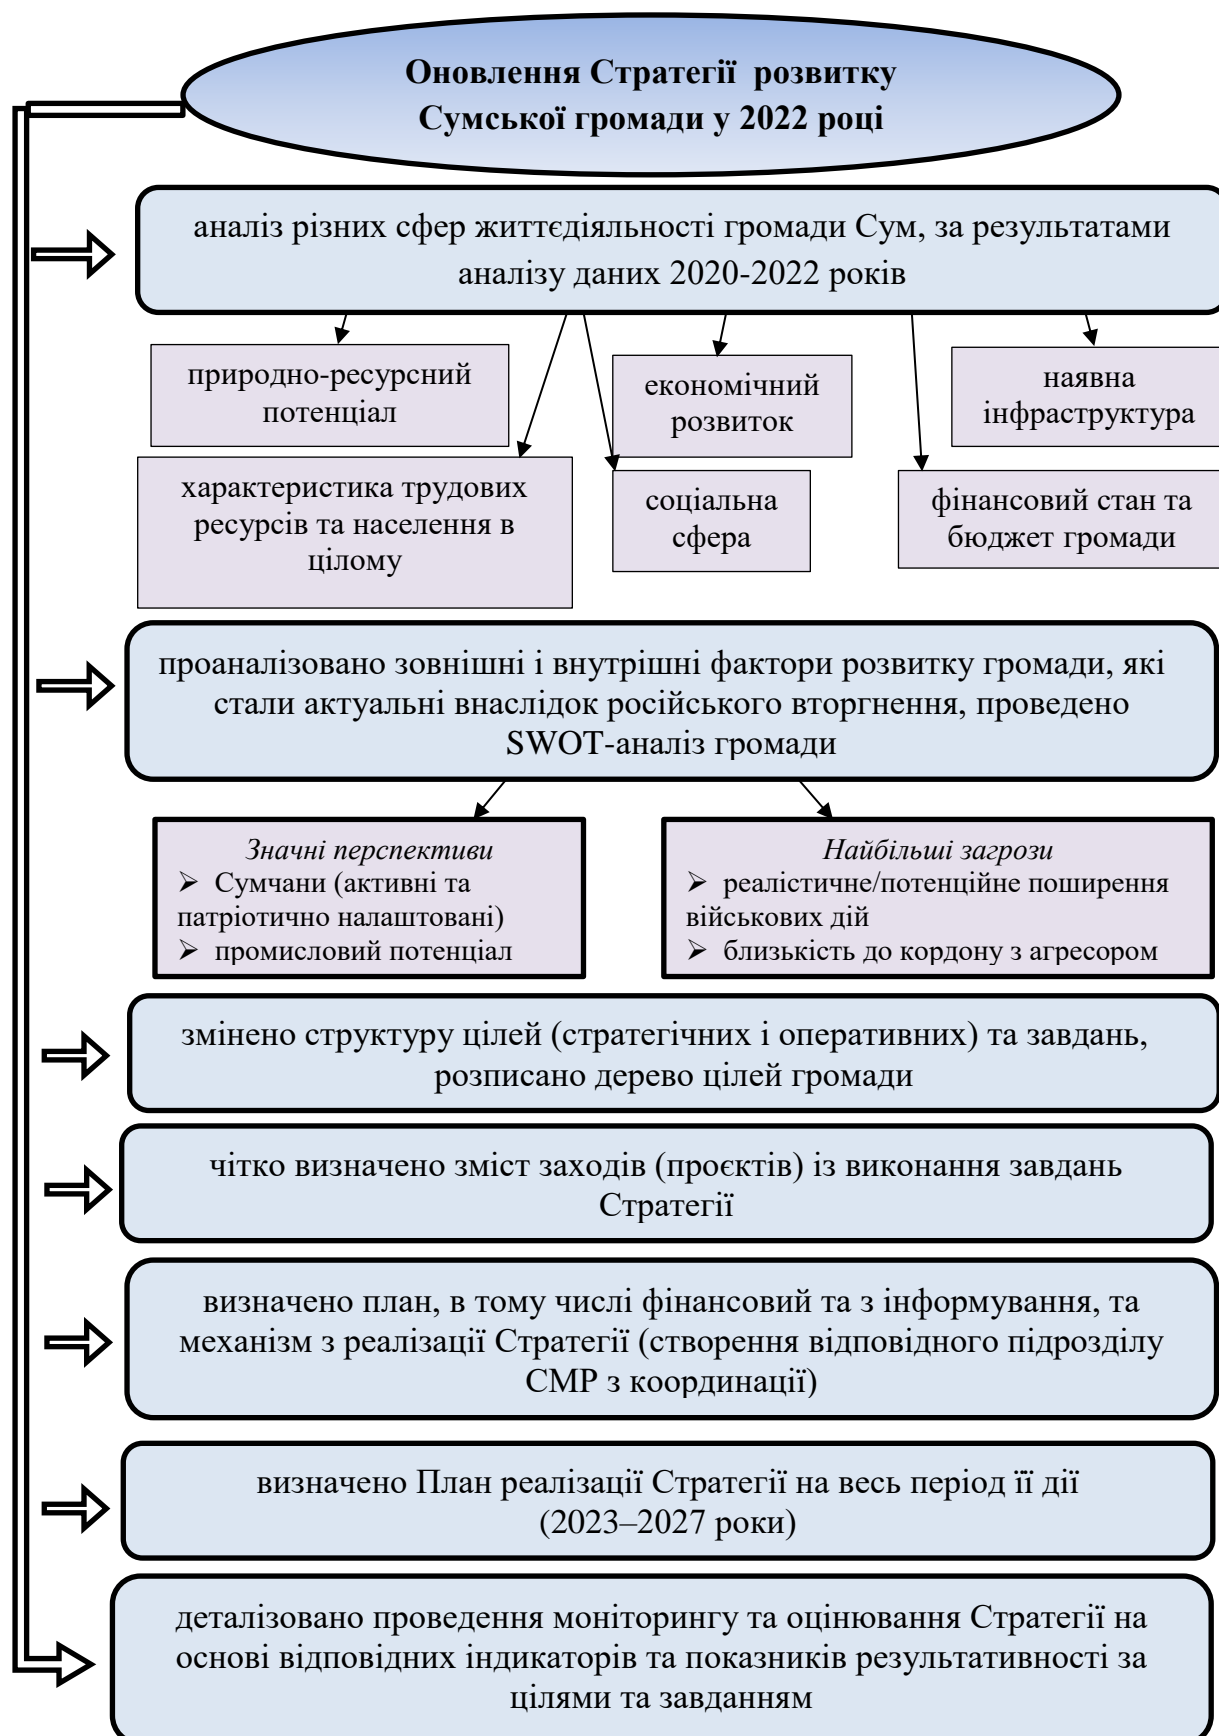 Оновлення Стратегії розвитку
Сумської громади у 2022 році
аналіз різних сфер життєдіяльності громади Сум, за результатами
аналізу даних 2020-2022 років
природно-ресурсний
потенціал
економічний
розвиток
наявна
інфраструктура
характеристика трудових
ресурсів та населення в
цілому
соціальна
сфера
фінансовий стан та
бюджет громади
проаналізовано зовнішні і внутрішні фактори розвитку громади, які
стали актуальні внаслідок російського вторгнення, проведено
SWOT-аналіз громади
Значні перспективи
➢ Сумчани (активні та
патріотично налаштовані)
➢ промисловий потенціал
Найбільші загрози
➢ реалістичне/потенційне поширення
військових дій
➢ близькість до кордону з агресором
змінено структуру цілей (стратегічних і оперативних) та завдань,
розписано дерево цілей громади
чітко визначено зміст заходів (проєктів) із виконання завдань
Стратегії
визначено план, в тому числі фінансовий та з інформування, та
механізм з реалізації Стратегії (створення відповідного підрозділу
СМР з координації)
визначено План реалізації Стратегії на весь період її дії
(2023–2027 роки)
деталізовано проведення моніторингу та оцінювання Стратегії на
основі відповідних індикаторів та показників результативності за
цілями та завданням